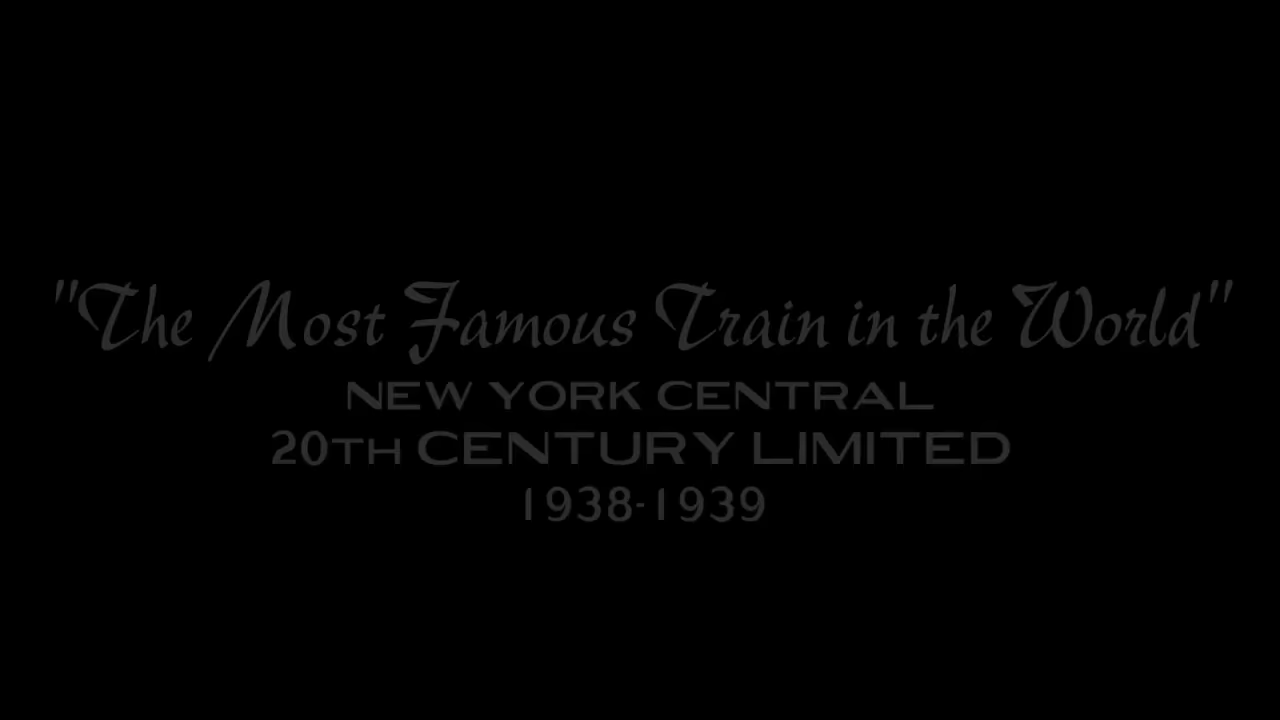 "The Most Famous Train in the World"
NEW YORK CENTRAL
20TH CENTURY LIMITED
1938-1939